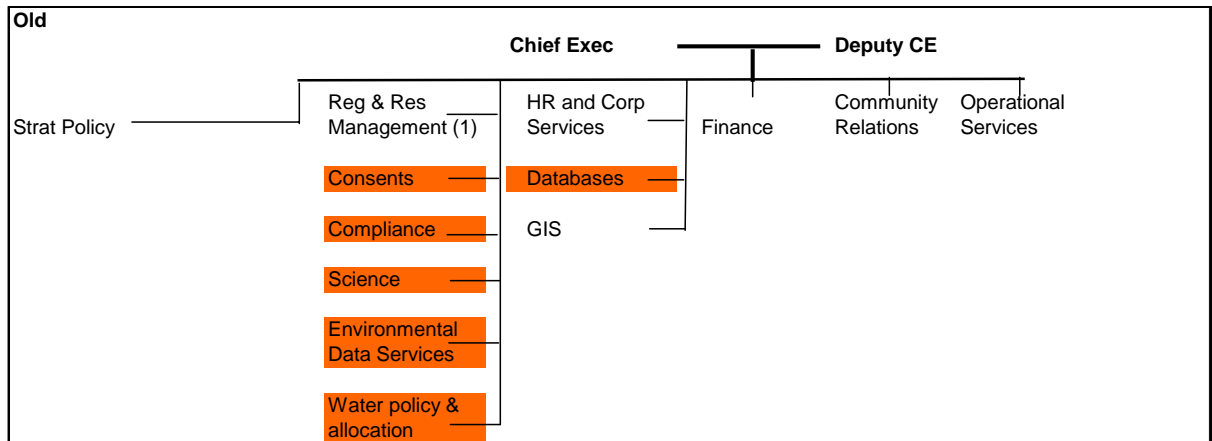 Old
Chief Exec
Deputy CE
Strat Policy
Reg & Res
Management (1)
HR and Corp
Services
Finance
Community
Relations
Operational
Services
Consents
Databases
Compliance
GIS
Science
Environmental
Data Services
Water policy &
allocation